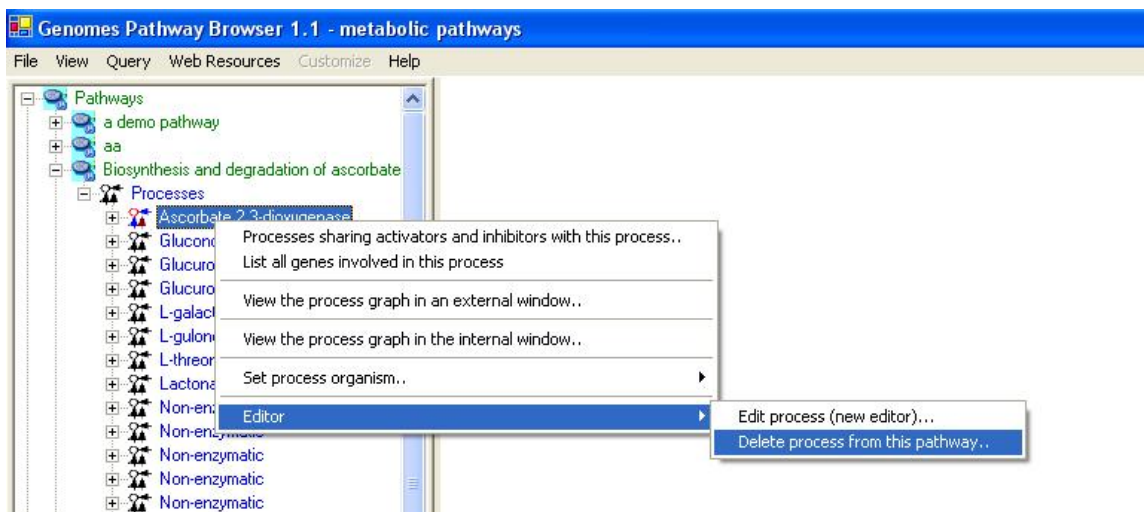 Genomes Pathway Browser 1.1 - metabolic pathways
File View Query Web Resources Customize Help
Pathways
a demo pathway
aa
Biosynthesis and degradation of ascorbate
Processes
Ascorbate 2,3-dioxugenase
Processes sharing activators and inhibitors with this process..
List all genes involved in this process
View the process graph in an external window..
View the process graph in the internal window..
Set process organism..
Editor
Edit process (new editor)...
Delete process from this pathway..
Non-enzymatic
Non-enzymatic
Non-enzymatic
Non-enzymatic